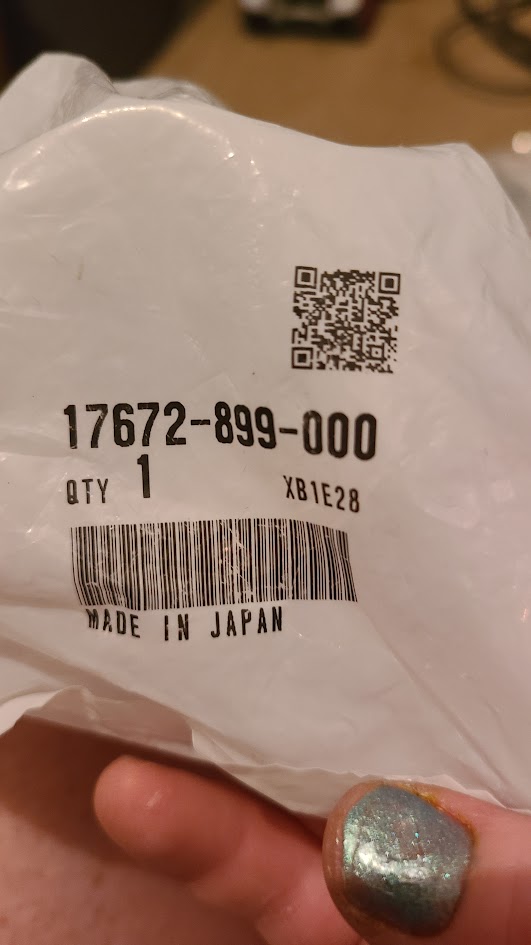 17672-899-000
QTY 1 XB1E28
MADE IN JAPAN